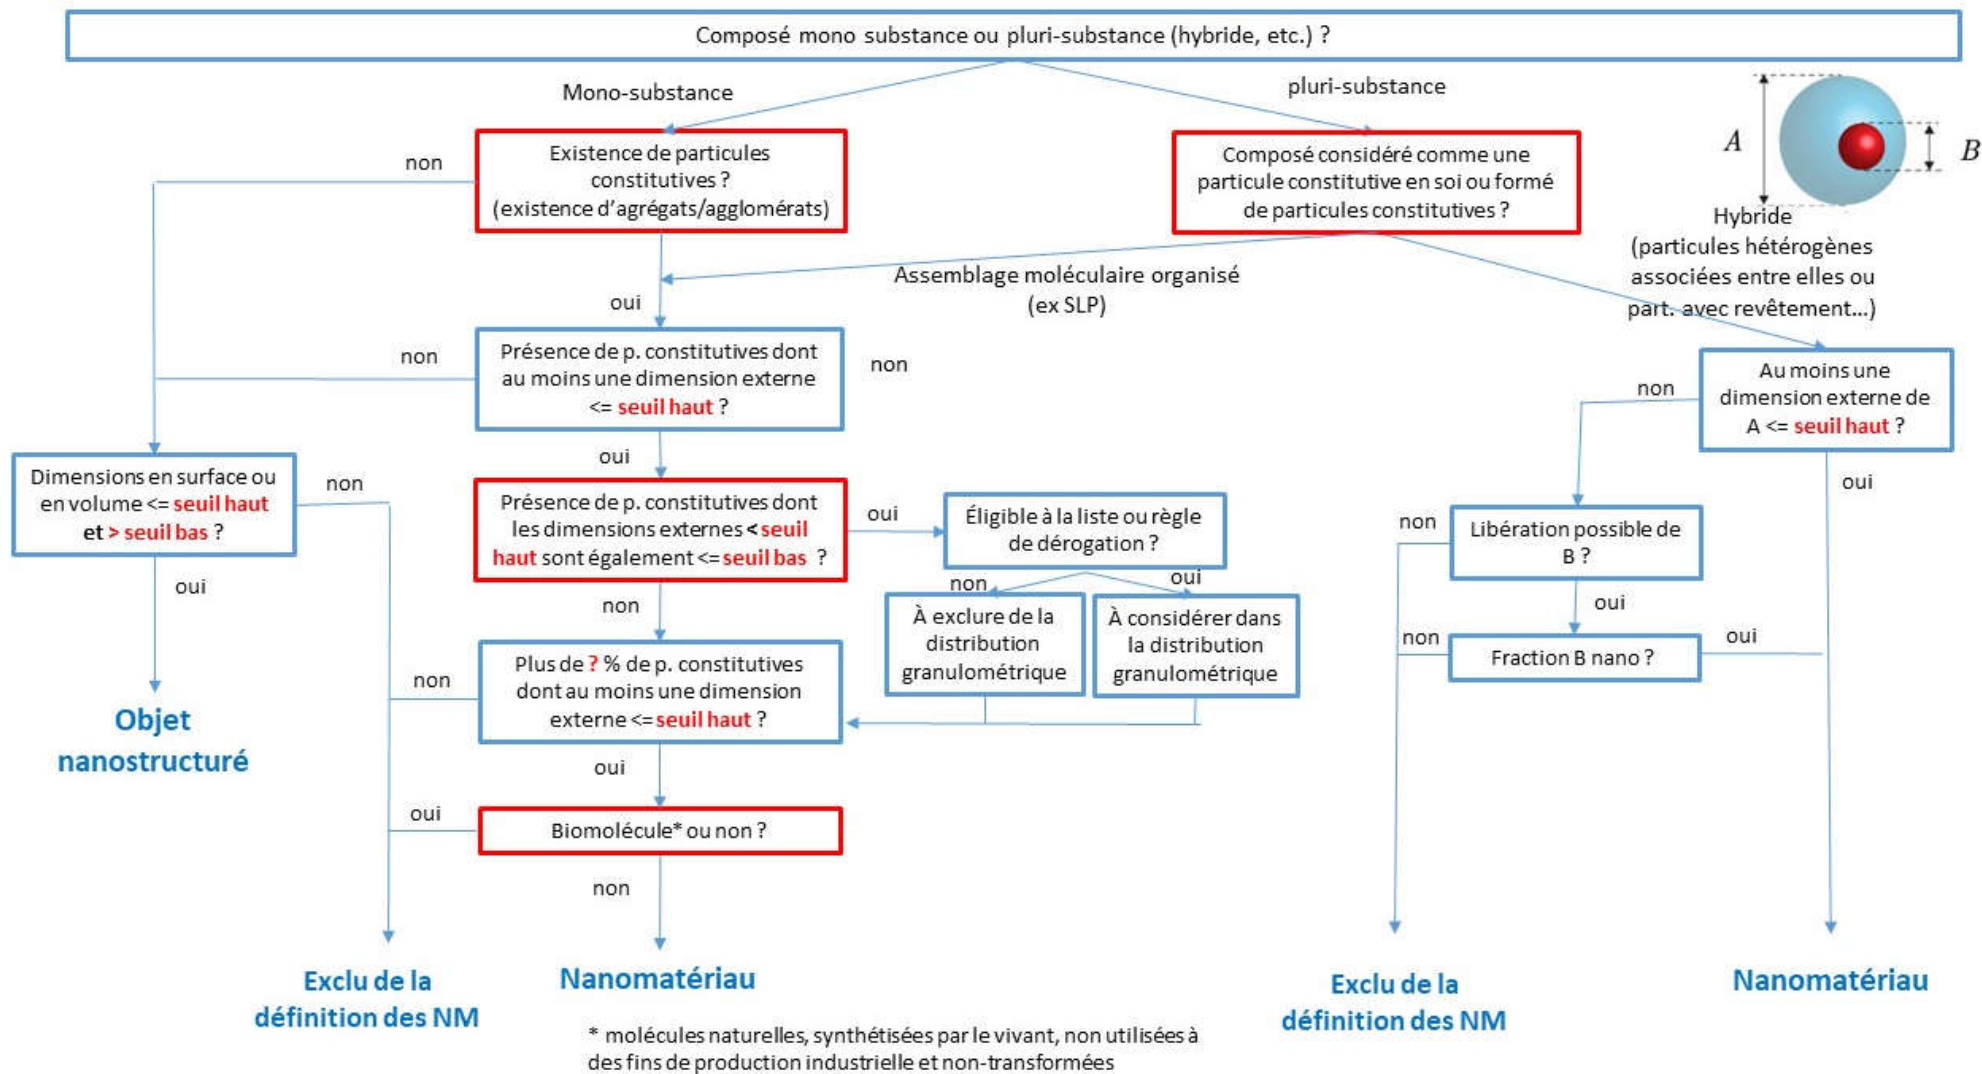 Composé mono substance ou pluri-substance (hybride, etc.) ?
Mono-substance
pluri-substance
non
Existence de particules
constitutives ?
(existence d'agrégats/agglomérats)
Composé considéré comme une
particule constitutive en soi ou formé
de particules constitutives ?
A
B
Hybride
(particules hétérogènes
associées entre elles ou
part. avec revêtement...)
Assemblage moléculaire organisé
(ex SLP)
oui
non
Présence de p. constitutives dont
au moins une dimension externe
<= seuil haut ?
non
non
Au moins une
dimension externe de
A <= seuil haut ?
oui
oui
Dimensions en surface ou
en volume <= seuil haut
et > seuil bas ?
non
oui
Présence de p. constitutives dont
les dimensions externes < seuil
haut sont également <= seuil bas ?
oui
Éligible à la liste ou règle
de dérogation ?
non
oui
non
À exclure de la
distribution
granulométrique
À considérer dans
la distribution
granulométrique
non
Libération possible de
B ?
oui
non
Fraction B nano ?
oui
non
Plus de ? % de p. constitutives
dont au moins une dimension
externe <= seuil haut ?
Objet
nanostructuré
oui
oui
Biomolécule* ou non ?
non
Exclu de la
définition des NM
Nanomatériau
Exclu de la
définition des NM
Nanomatériau
* molécules naturelles, synthétisées par le vivant, non utilisées à
des fins de production industrielle et non-transformées